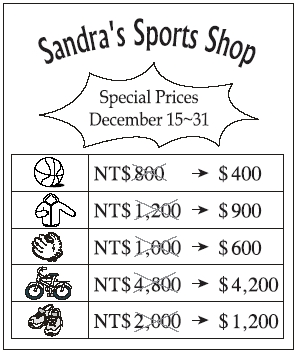 Sandra's Sports Shop
Special Prices
December 15~31
NT$800 → $400
NT$1,200 → $900
NT$1,000 → $600
NT$4,800 → $4,200
NT$2,000 → $1,200